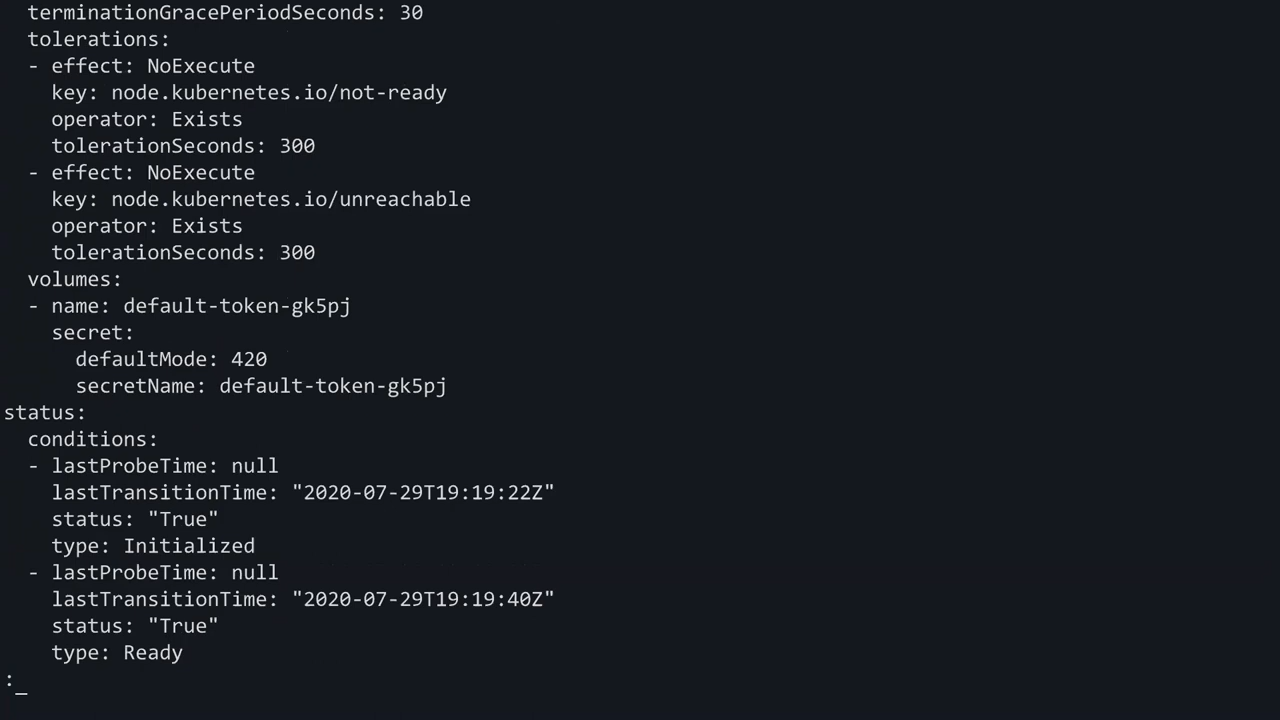 terminationGracePeriodSeconds: 30
tolerations:
- effect: NoExecute
key: node.kubernetes.io/not-ready
operator: Exists
tolerationSeconds: 300
- effect: NoExecute
key: node.kubernetes.io/unreachable
operator: Exists
tolerationSeconds: 300
volumes:
- name: default-token-gk5pj
secret:
defaultMode: 420
secretName: default-token-gk5pj
status:
conditions:
- lastProbeTime: null
lastTransitionTime: "2020-07-29T19:19:22Z"
status: "True"
type: Initialized
- lastProbeTime: null
lastTransitionTime: "2020-07-29T19:19:40Z"
status: "True"
type: Ready
:_